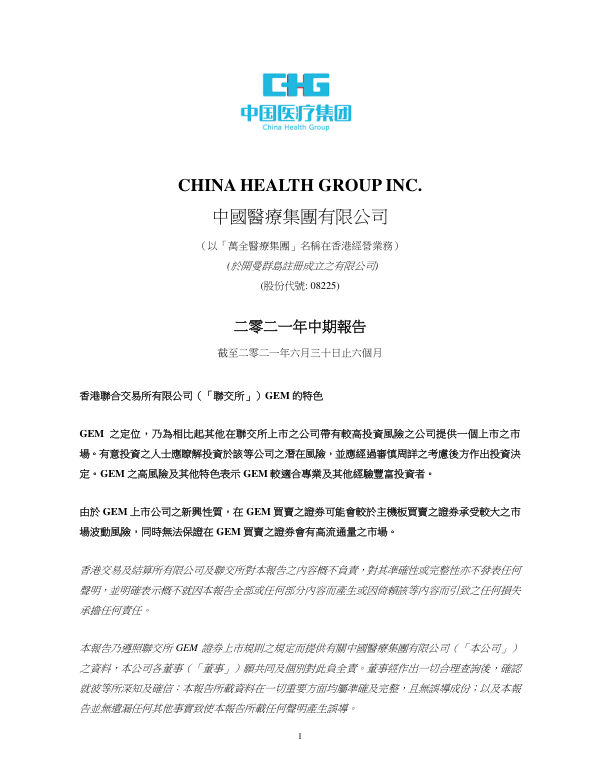 CHG
中国医疗集团
China Health Group
CHINA HEALTH GROUP INC.
中國醫療集團有限公司
（以「萬全醫療集團」名稱在香港經營業務）
(於開曼群島註冊成立之有限公司)
(股份代號: 08225)
二零二一年中期報告
截至二零二一年六月三十日止六個月
香港聯合交易所有限公司（「聯交所」）GEM 的特色
GEM 之定位，乃為相比起其他在聯交所上市之公司帶有較高投資風險之公司提供一個上市之市
場。有意投資之人士應瞭解投資於該等公司之潛在風險，並應經過審慎周詳之考慮後方作出投資決
定。GEM 之高風險及其他特色表示 GEM 較適合專業及其他經驗豐富投資者。
由於 GEM 上市公司之新興性質，在 GEM 買賣之證券可能會較於主機板買賣之證券承受較大之市
場波動風險，同時無法保證在 GEM 買賣之證券會有高流通量之市場。
香港交易及結算所有限公司及聯交所對本報告之內容概不負責，對其準確性或完整性亦不發表任何
聲明，並明確表示概不就因本報告全部或任何部分內容而產生或因倚賴該等內容而引致之任何損失
承擔任何責任。
本報告乃遵照聯交所 GEM 證券上市規則之規定而提供有關中國醫療集團有限公司（「本公司」）
之資料，本公司各董事（「董事」）願共同及個別對此負全責。董事經作出一切合理查詢後，確認
就彼等所深知及確信：本報告所載資料在一切重要方面均屬準確及完整，且無誤導成份；以及本報
告並無遺漏任何其他事實致使本報告所載任何聲明產生誤導。
1